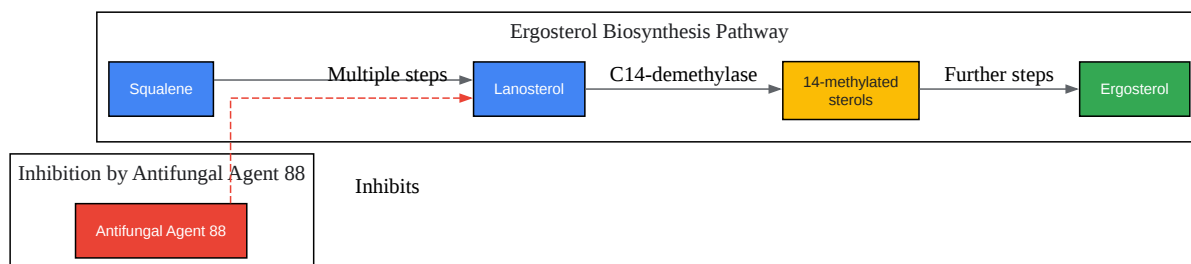 Ergosterol Biosynthesis Pathway
Squalene
Multiple steps
Lanosterol
C14-demethylase
14-methylated
sterols
Further steps
Ergosterol
Inhibition by Antifungal Agent 88
Inhibits
Antifungal Agent 88